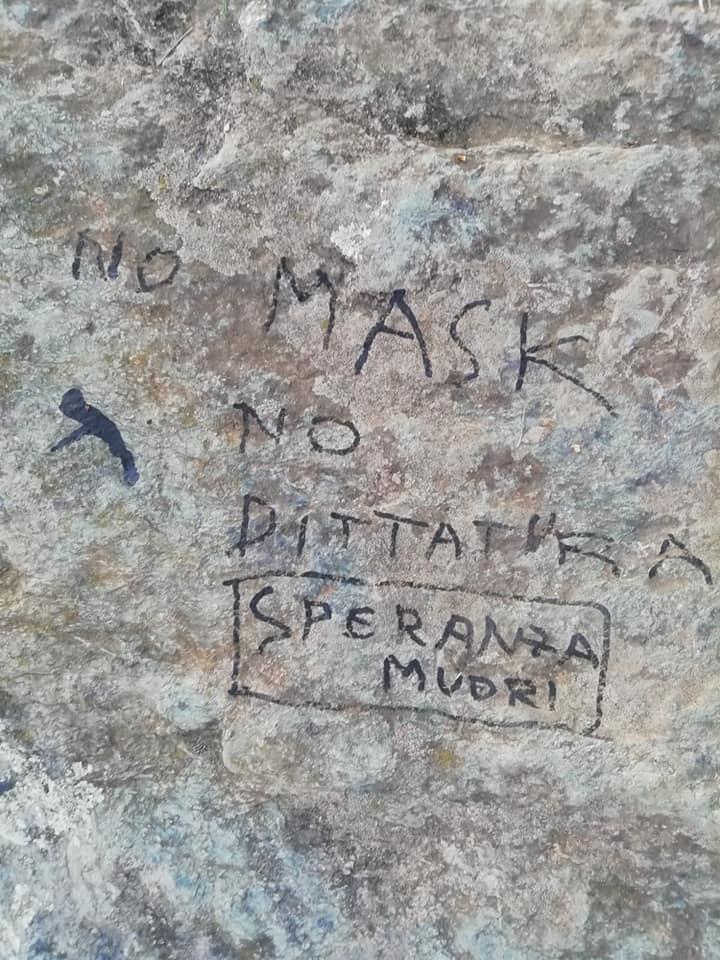 NO MASK
NO
DITTATURA
SPERANZA
MUORI